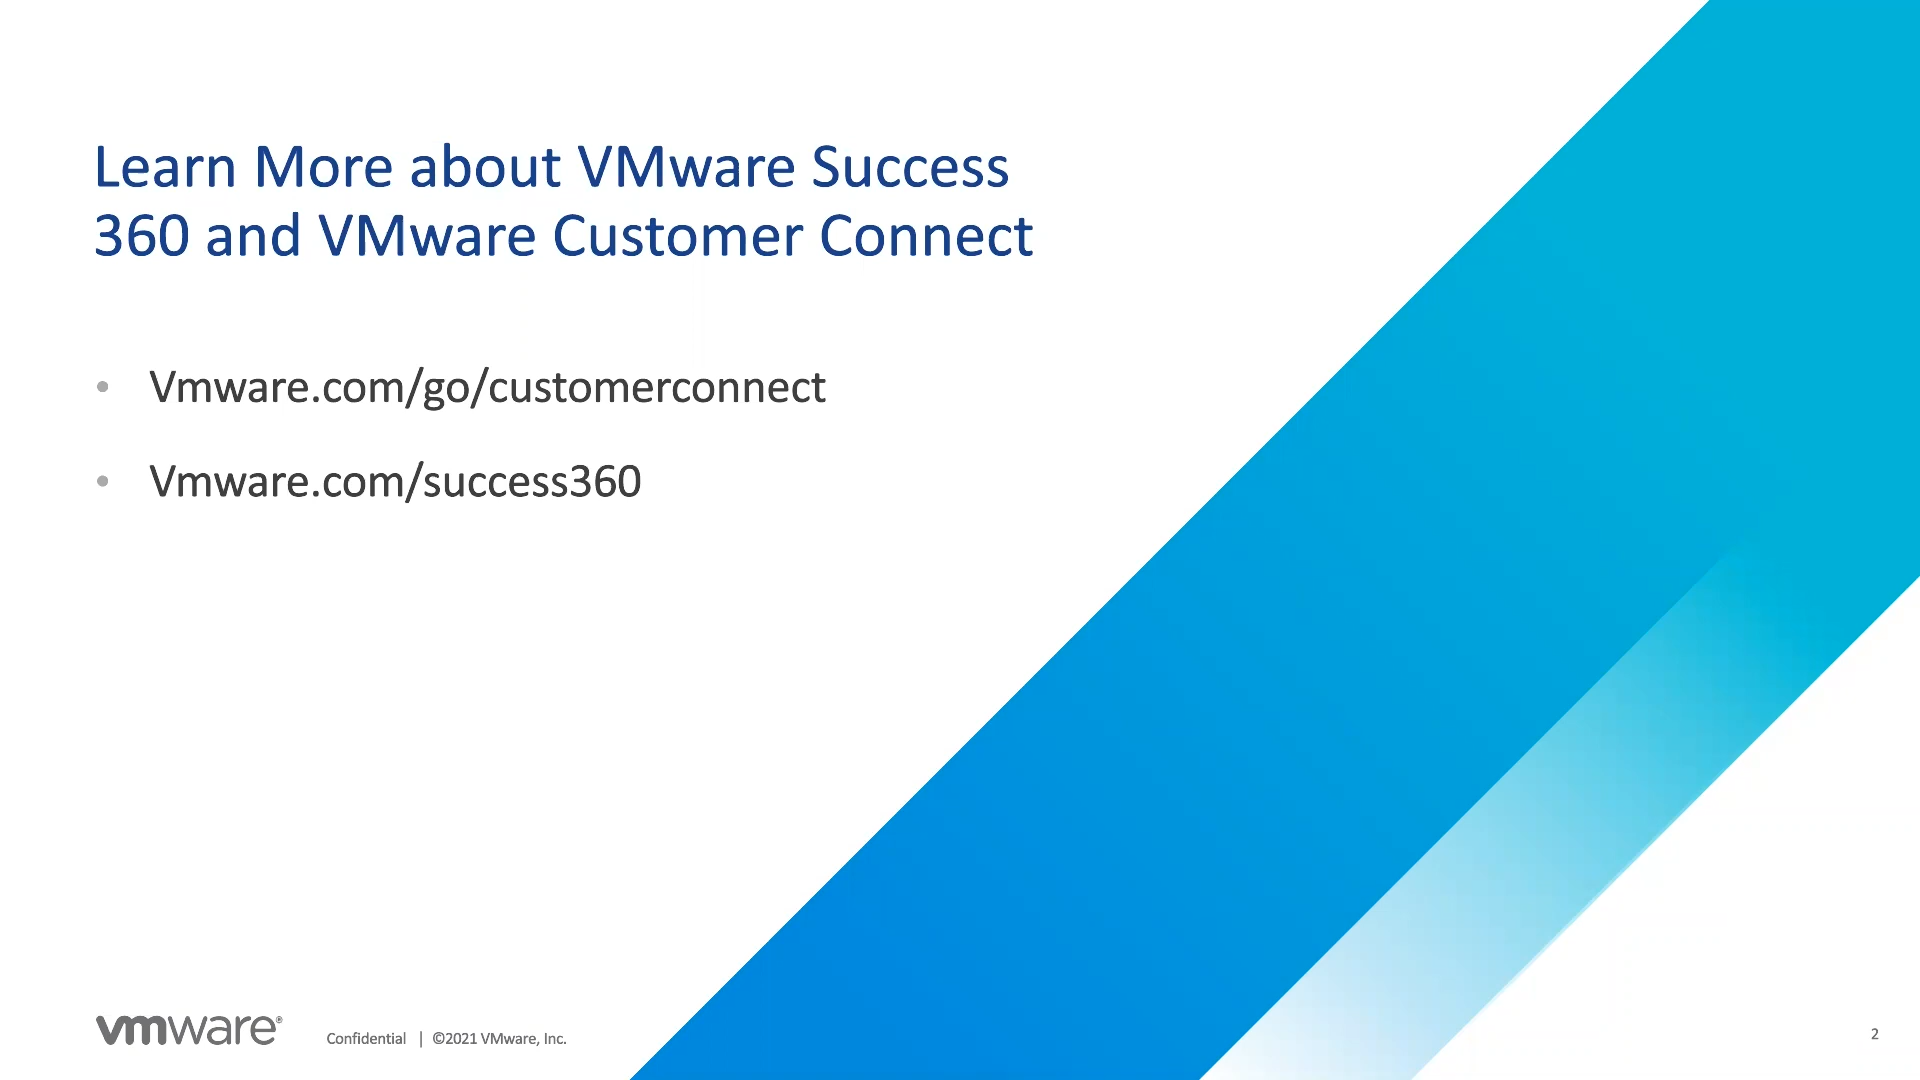 Learn More about VMware Success
360 and VMware Customer Connect
• Vmware.com/go/customerconnect
• Vmware.com/success360
vmware®
Confidential | ©2021 VMware, Inc.
2